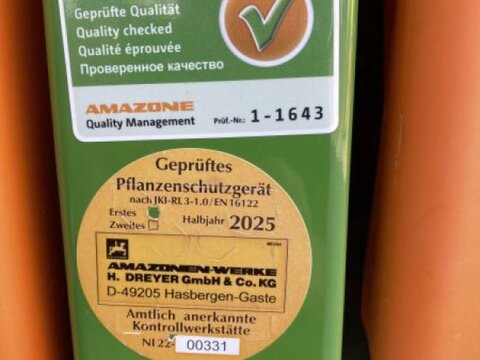 Geprüfte Qualität
Quality checked
Qualité éprouvée
Проверенное качество
AMAZONE
Quality Management Prüf.-Nr.: 1-1643
Geprüftes
Pflanzenschutzgerät
nach JKI-RL 3-1.0 / EN 16122
Erstes
Zweites Halbjahr 2025
AMAZONEN-WERKE
H. DREYER GmbH & Co. KG
D-49205 Hasbergen-Gaste
Amtlich anerkannte
Kontrollwerkstätte
NI 22- 00331